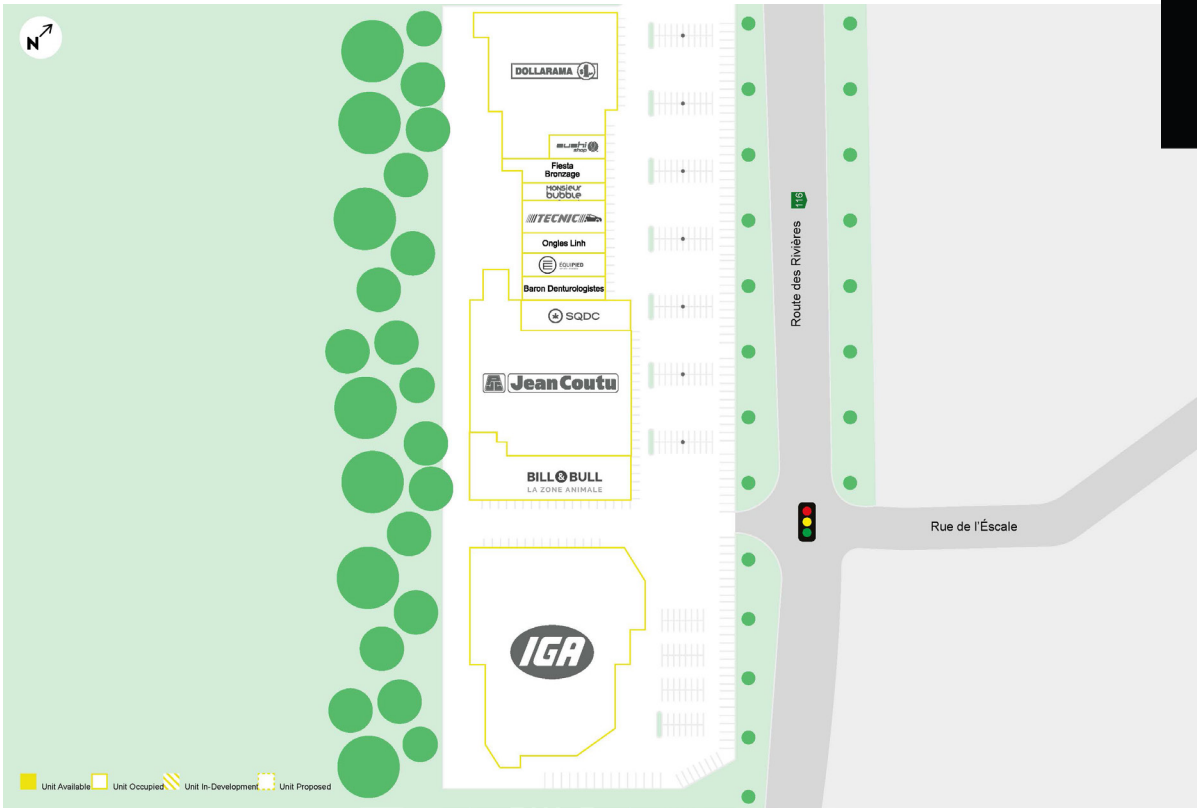 N
DOLLARAMA
sushi
shop
Fiesta
Bronzage
MONSIEUR
bubble
TECNIC
Ongles Linh
ÉQUIPIED
Baron Denturologistes
SQDC
Jean Coutu
BILL & BULL
LA ZONE ANIMALE
IGA
116
Route des Rivières
Rue de l'Éscale
Unit Available
Unit Occupied
Unit In-Development
Unit Proposed